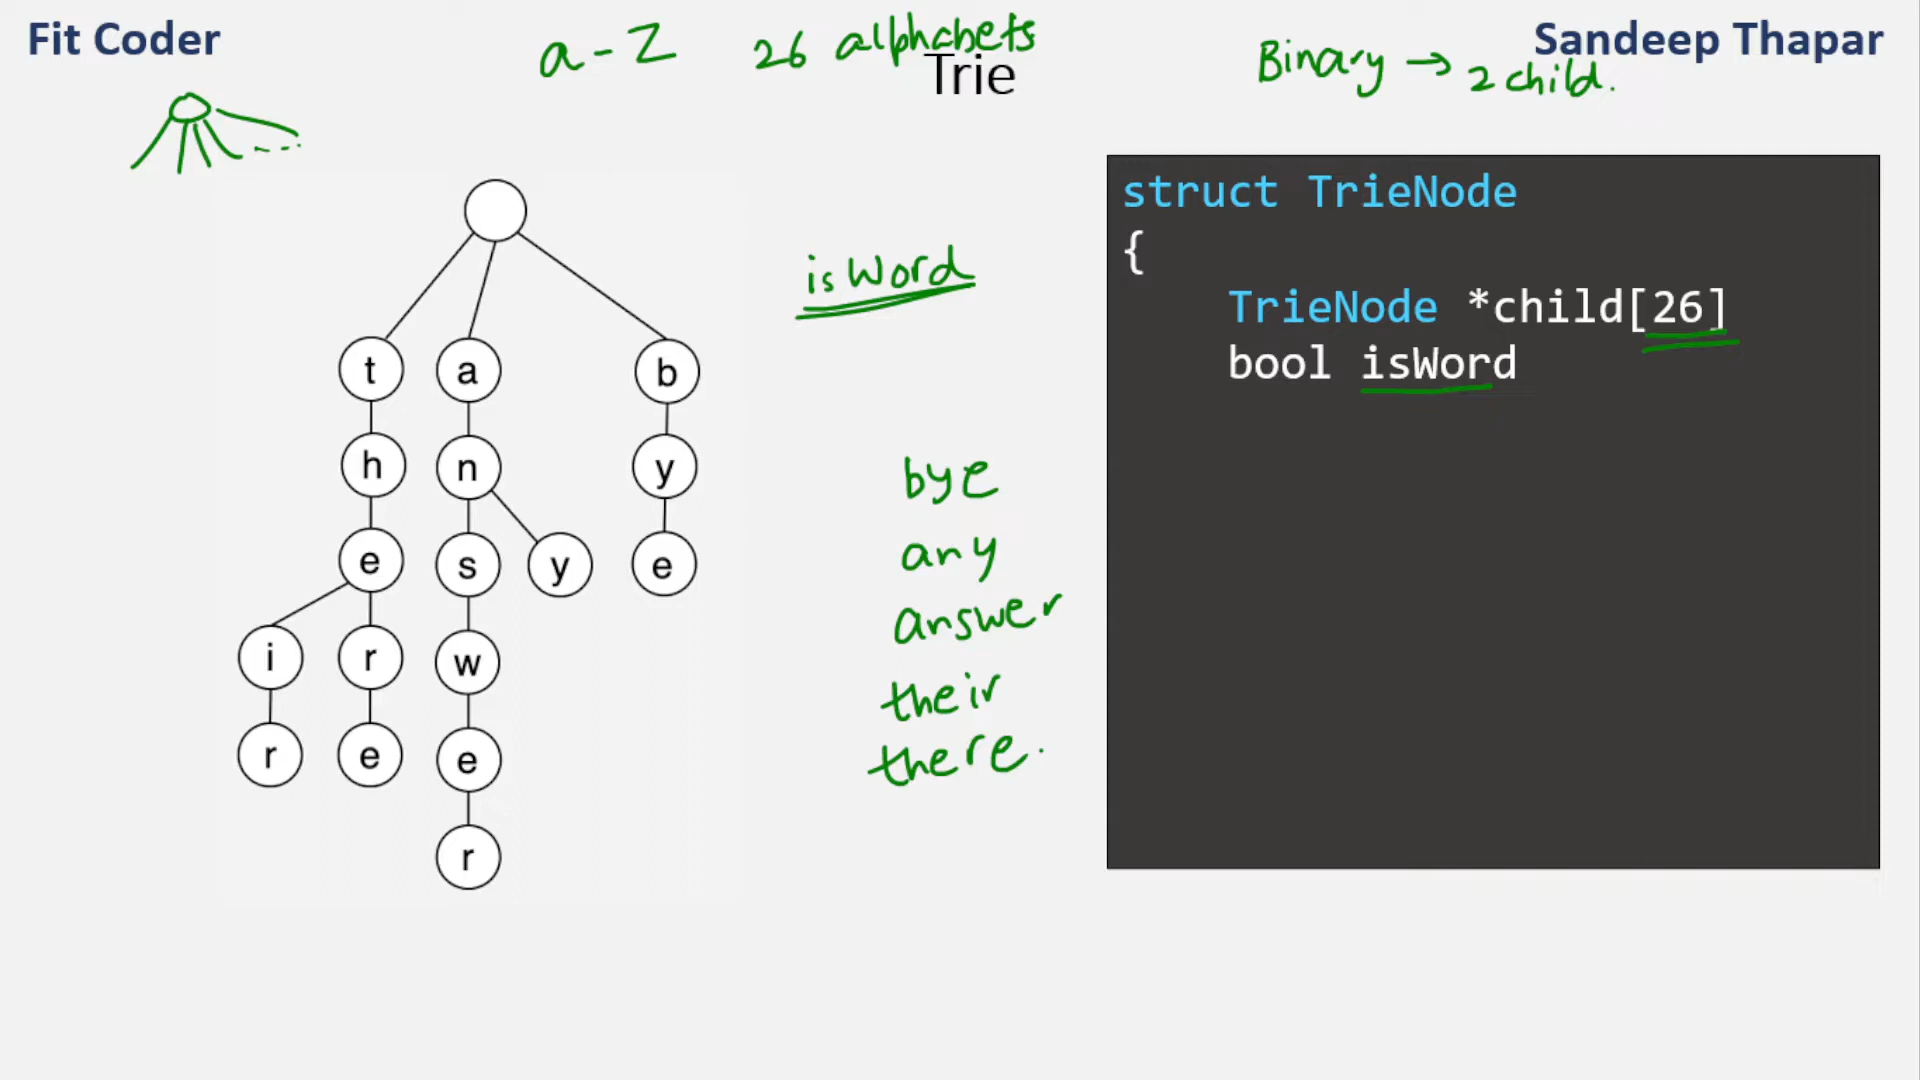 Fit Coder
a - z 26 alphabets
Trie
Binary → 2 child.
Sandeep Thapar
isWord
t a b
h n y
e s y e
i r w
r e e
r
bye
any
answer
their
there.
struct TrieNode
{
TrieNode *child[26]
bool isWord